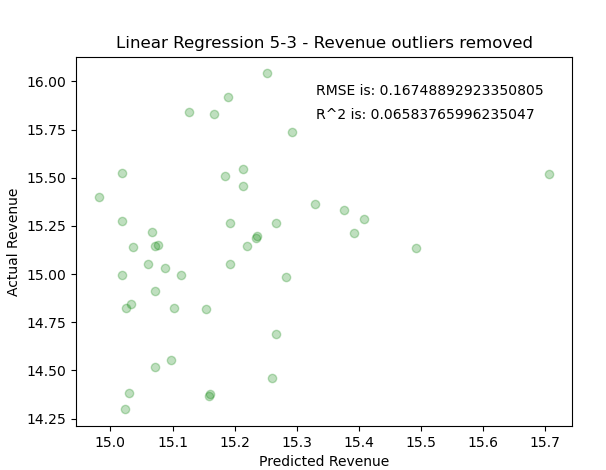 Linear Regression 5-3 - Revenue outliers removed
RMSE is: 0.16748892923350805
R^2 is: 0.06583765996235047
Actual Revenue
16.00
15.75
15.50
15.25
15.00
14.75
14.50
14.25
15.0 15.1 15.2 15.3 15.4 15.5 15.6 15.7
Predicted Revenue